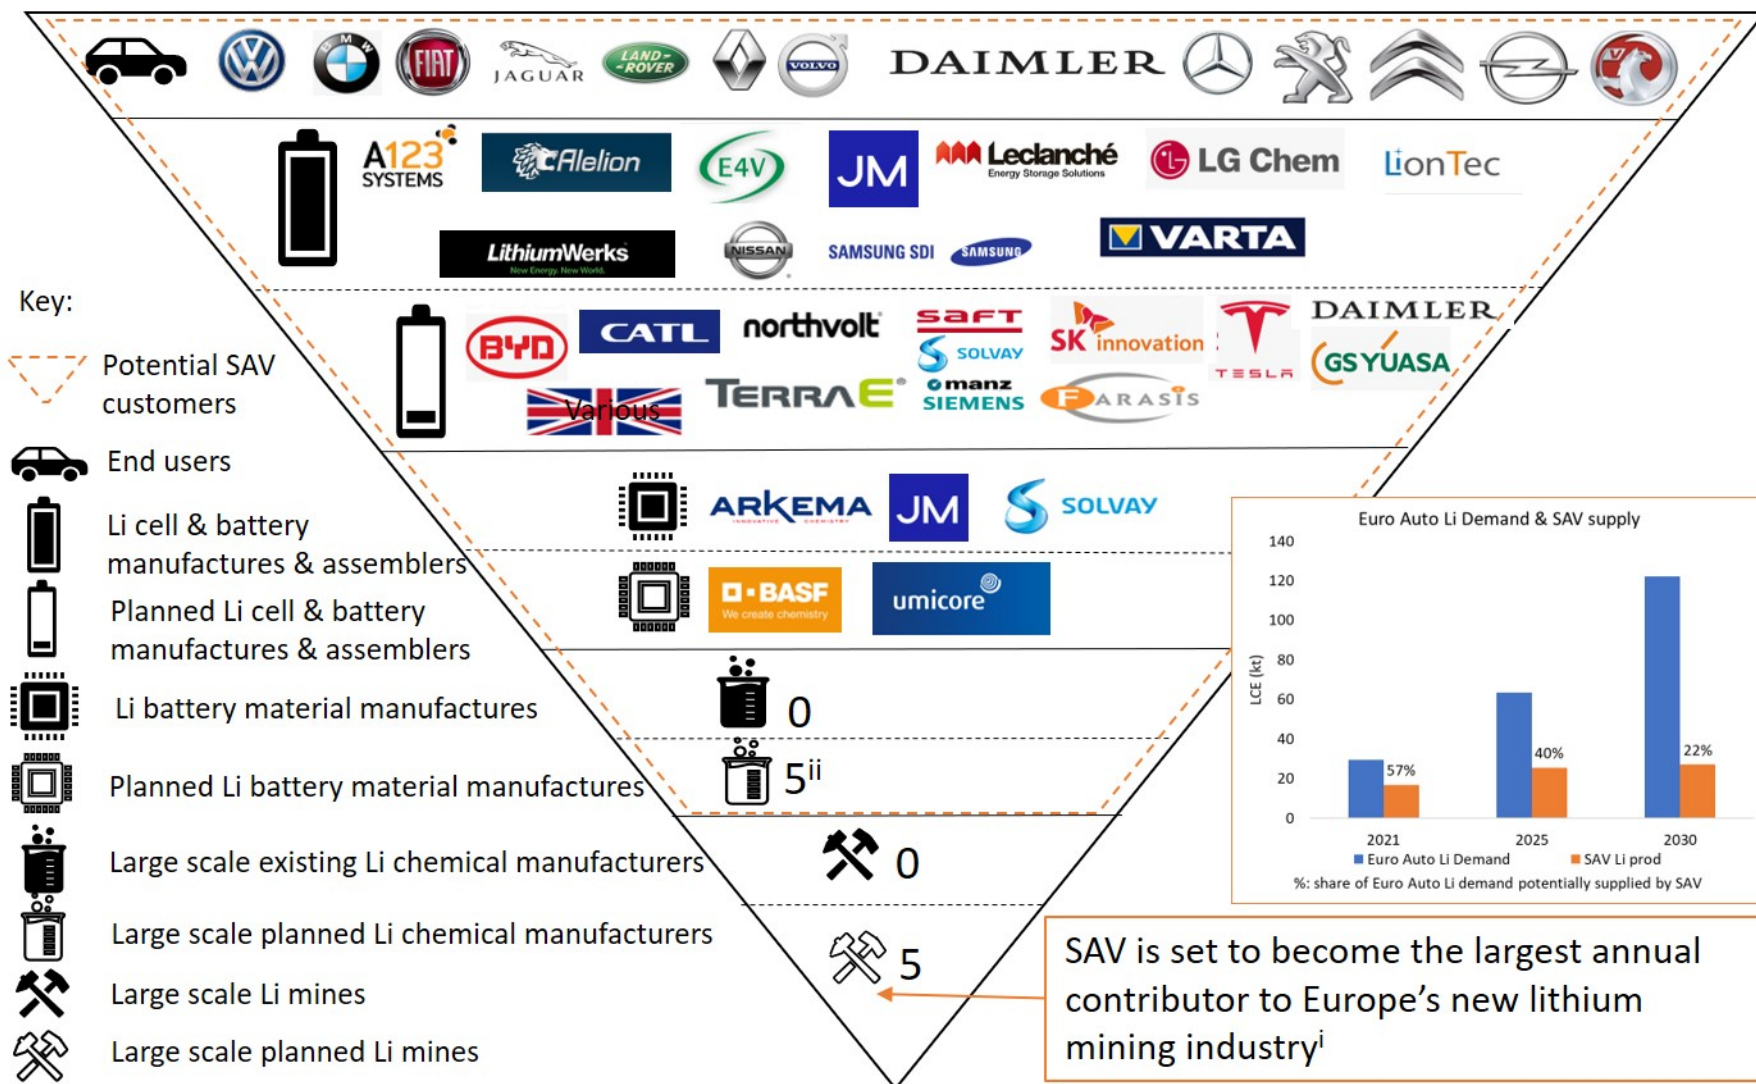 BMW
FIAT
JAGUAR
LAND-
-ROVER
VOLVO
DAIMLER
A123
SYSTEMS
Alelion
E4V
JM
Leclanché
Energy Storage Solutions
LG Chem
LionTec
LithiumWerks
New Energy. New World.
NISSAN
SAMSUNG SDI
SAMSUNG
VARTA
BYD
CATL
northvolt
SAFT
SOLVAY
SK innovation
TESLA
DAIMLER
GS YUASA
Various
TERRAE
manz
SIEMENS
FARASIS
ARKEMA
INNOVATIVE CHEMISTRY
JM
SOLVAY
BASF
We create chemistry
umicore
0
5ii
0
5
Key:
Potential SAV
customers
End users
Li cell & battery
manufactures & assemblers
Planned Li cell & battery
manufactures & assemblers
Li battery material manufactures
Planned Li battery material manufactures
Large scale existing Li chemical manufacturers
Large scale planned Li chemical manufacturers
Large scale Li mines
Large scale planned Li mines
Euro Auto Li Demand & SAV supply
LCE (kt)
140
120
100
80
60
40
20
0
57%
40%
22%
2021 2025 2030
Euro Auto Li Demand SAV Li prod
%: share of Euro Auto Li demand potentially supplied by SAV
SAV is set to become the largest annual
contributor to Europe's new lithium
mining industryi